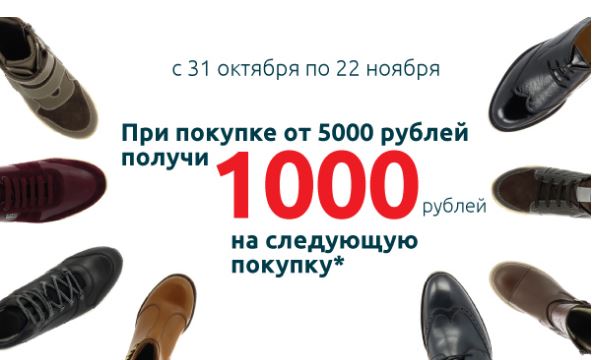 с 31 октября по 22 ноября
При покупке от 5000 рублей
получи 1000 рублей
на следующую
покупку*